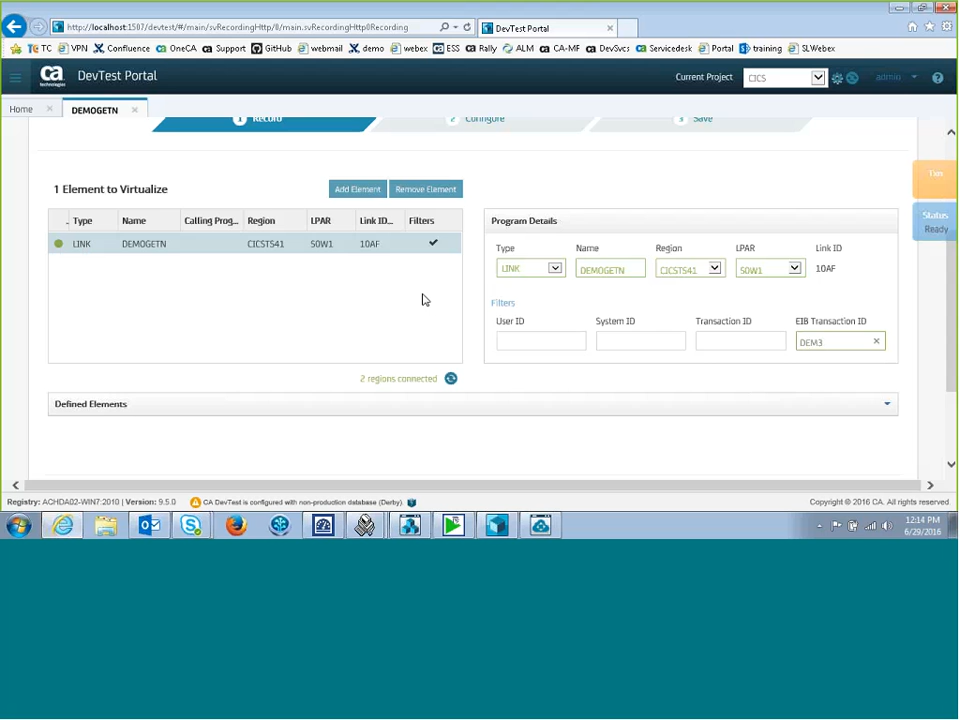 http://localhost:1507/devtest/#/main/svRecordingHttp/0/main.svRecordingHttp0Recording
DevTest Portal
TC VPN Confluence OneCA Support GitHub webmail demo webex ESS Rally ALM CA-MF DevSvcs Servicedesk Portal training SLWebex
ca
technologies
DevTest Portal
Current Project CICS admin
Home DEMOGETN
1 Record 2 Configure 3 Save
1 Element to Virtualize
Add Element Remove Element
.. Type Name Calling Prog... Region LPAR Link ID... Filters
LINK DEMOGETN CICSTS41 S0W1 10AF
2 regions connected
Program Details
Type Name Region LPAR Link ID
LINK DEMOGETN CICSTS41 S0W1 10AF
Filters
User ID System ID Transaction ID EIB Transaction ID
DEM3
Status
Ready
Defined Elements
Registry: ACHDA02-WIN7:2010 | Version: 9.5.0 CA DevTest is configured with non-production database (Derby). Copyright © 2016 CA. All rights reserved.
12:14 PM
6/29/2016